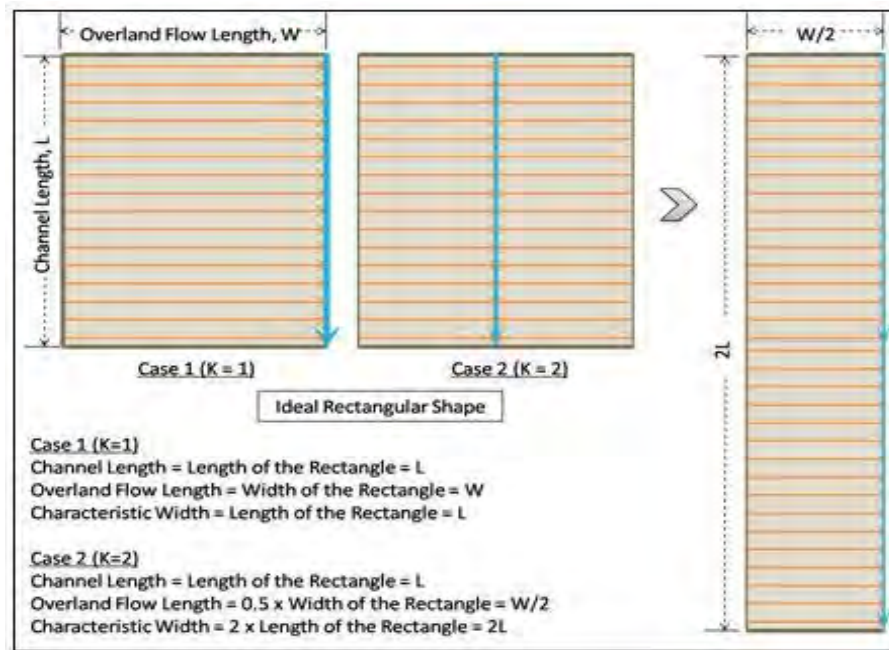 Overland Flow Length, W
W/2
Channel Length, L
2L
Case 1 (K = 1)
Case 2 (K = 2)
Ideal Rectangular Shape
Case 1 (K=1)
Channel Length = Length of the Rectangle = L
Overland Flow Length = Width of the Rectangle = W
Characteristic Width = Length of the Rectangle = L
Case 2 (K=2)
Channel Length = Length of the Rectangle = L
Overland Flow Length = 0.5 x Width of the Rectangle = W/2
Characteristic Width = 2 x Length of the Rectangle = 2L